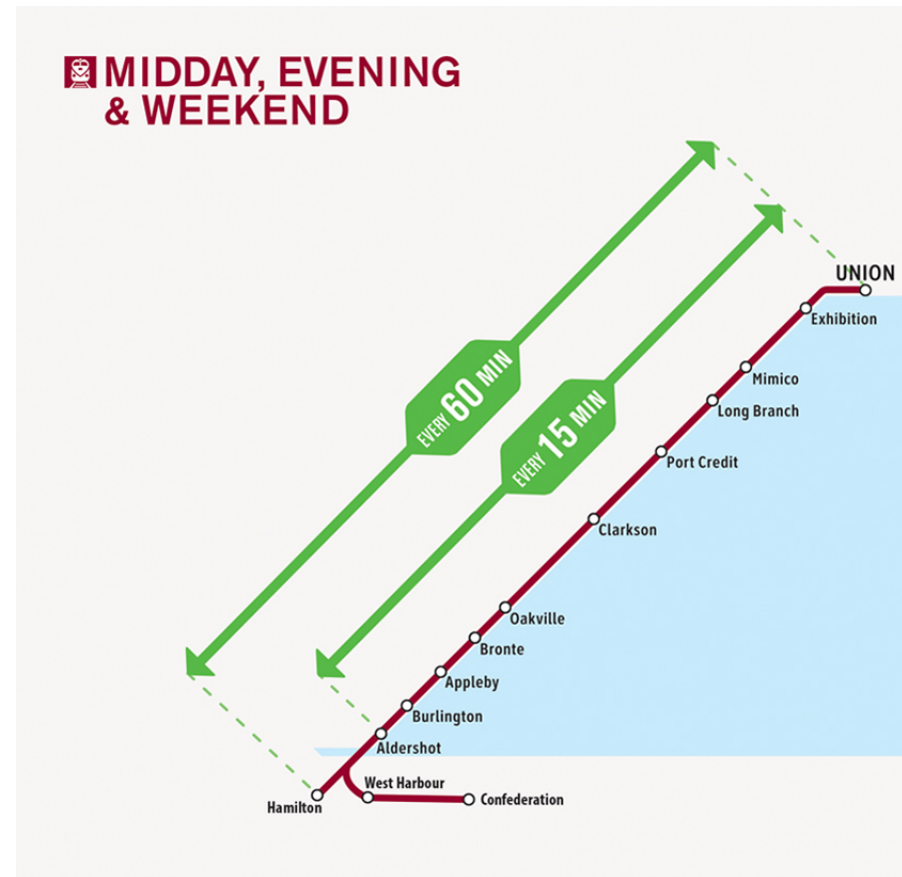 MIDDAY, EVENING
& WEEKEND
UNION
Exhibition
Mimico
EVERY 60 MIN
Long Branch
EVERY 15 MIN
Port Credit
Clarkson
Oakville
Bronte
Appleby
Burlington
Aldershot
West Harbour
Hamilton
Confederation